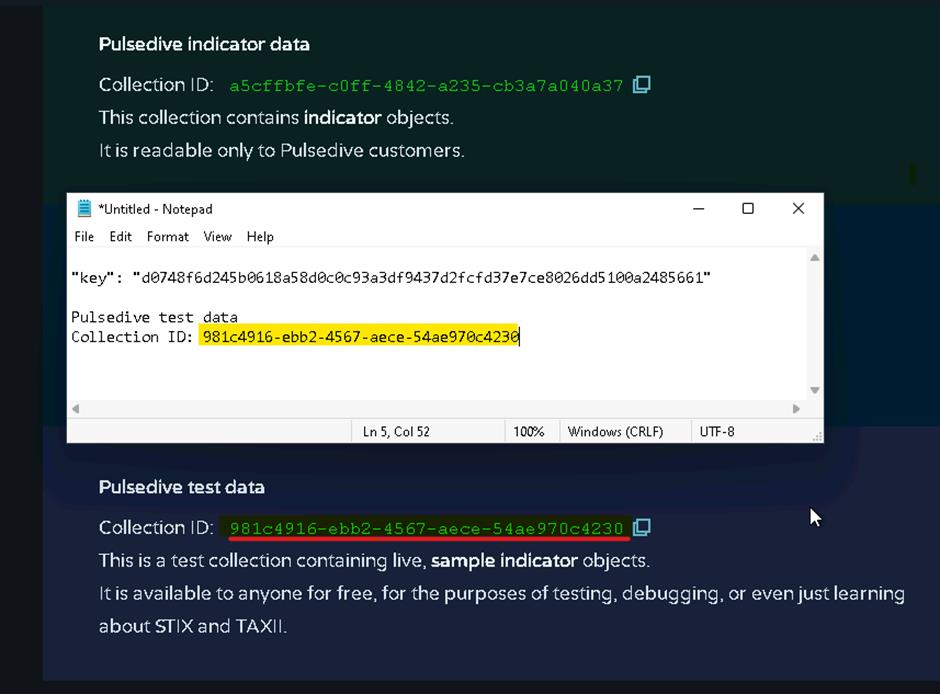 Pulsedive indicator data
Collection ID: a5cffbfe-c0ff-4842-a235-cb3a7a040a37
This collection contains indicator objects.
It is readable only to Pulsedive customers.
*Untitled - Notepad
File Edit Format View Help
"key": "d0748f6d245b0618a58d0c0c93a3df9437d2fcfd37e7ce8026dd5100a2485661"
Pulsedive test data
Collection ID: 981c4916-ebb2-4567-aece-54ae970c4230
Ln 5, Col 52 100% Windows (CRLF) UTF-8
Pulsedive test data
Collection ID: 981c4916-ebb2-4567-aece-54ae970c4230
This is a test collection containing live, sample indicator objects.
It is available to anyone for free, for the purposes of testing, debugging, or even just learning
about STIX and TAXII.